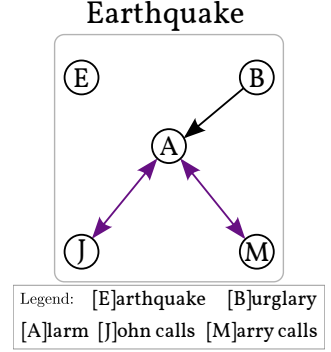 Earthquake
E B
A
J M
Legend: [E]arthquake [B]urglary
[A]larm [J]ohn calls [M]arry calls